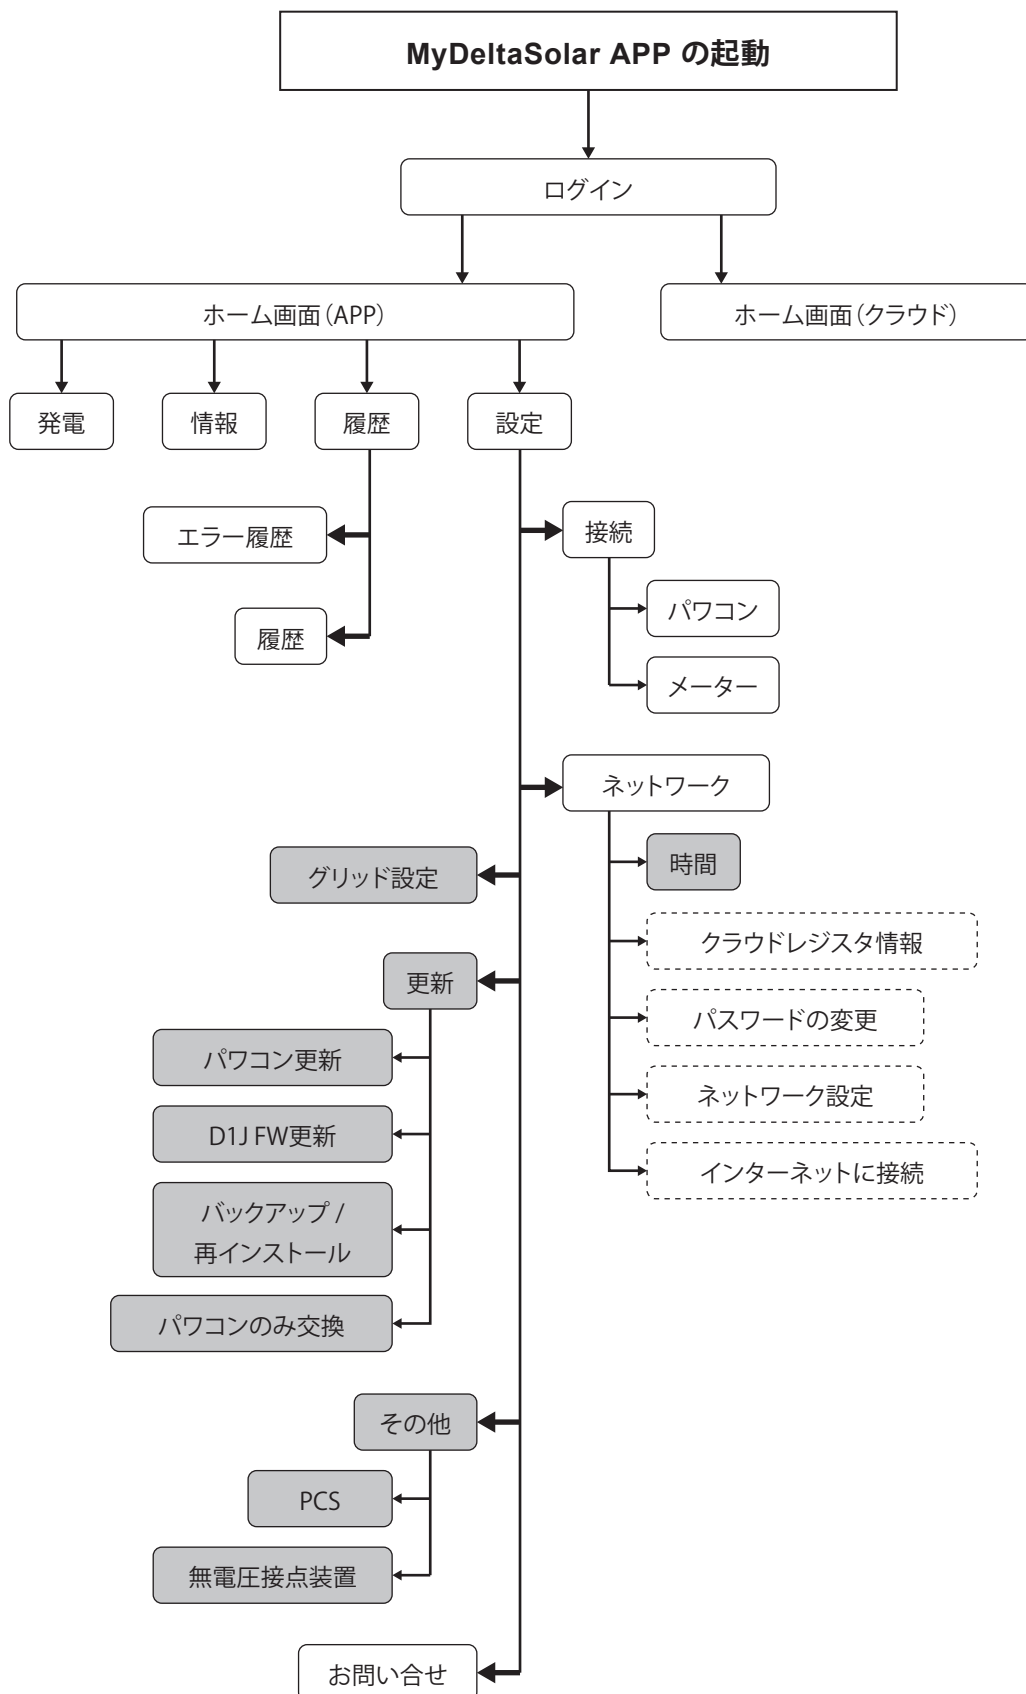 MyDeltaSolar APP の起動
ログイン
ホーム画面(APP)
ホーム画面(クラウド)
発電
情報
履歴
設定
エラー履歴
履歴
接続
パワコン
メーター
ネットワーク
時間
クラウドレジスタ情報
パスワードの変更
ネットワーク設定
インターネットに接続
グリッド設定
更新
パワコン更新
D1J FW更新
バックアップ /
再インストール
パワコンのみ交換
その他
PCS
無電圧接点装置
お問い合せ